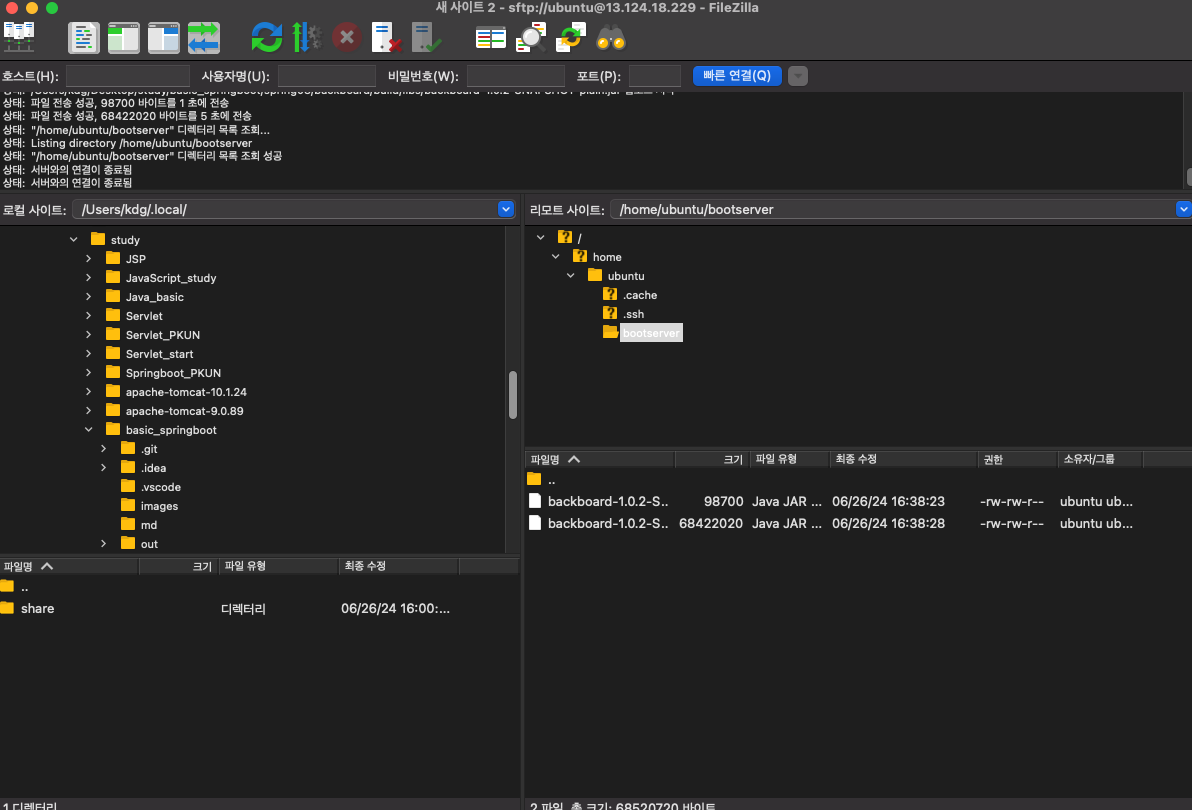 새 사이트 2 - sftp://ubuntu@13.124.18.229 - FileZilla
호스트(H): 사용자명(U): 비밀번호(W): 포트(P): 빠른 연결(Q)
상태: 파일 전송 성공, 98700 바이트를 1 초에 전송
상태: 파일 전송 성공, 68422020 바이트를 5 초에 전송
상태: "/home/ubuntu/bootserver" 디렉터리 목록 조회...
상태: Listing directory /home/ubuntu/bootserver
상태: "/home/ubuntu/bootserver" 디렉터리 목록 조회 성공
상태: 서버와의 연결이 종료됨
상태: 서버와의 연결이 종료됨
로컬 사이트: /Users/kdg/.local/
study
JSP
JavaScript_study
Java_basic
Servlet
Servlet_PKUN
Servlet_start
Springboot_PKUN
apache-tomcat-10.1.24
apache-tomcat-9.0.89
basic_springboot
.git
.idea
.vscode
images
md
out
파일명 크기 파일 유형 최종 수정
..
share 디렉터리 06/26/24 16:00:...
1 디렉터리
리모트 사이트: /home/ubuntu/bootserver
/
home
ubuntu
.cache
.ssh
bootserver
파일명 크기 파일 유형 최종 수정 권한 소유자/그룹
..
backboard-1.0.2-S.. 98700 Java JAR ... 06/26/24 16:38:23 -rw-rw-r-- ubuntu ub...
backboard-1.0.2-S.. 68422020 Java JAR ... 06/26/24 16:38:28 -rw-rw-r-- ubuntu ub...
2 파일, 총 크기: 68520720 바이트